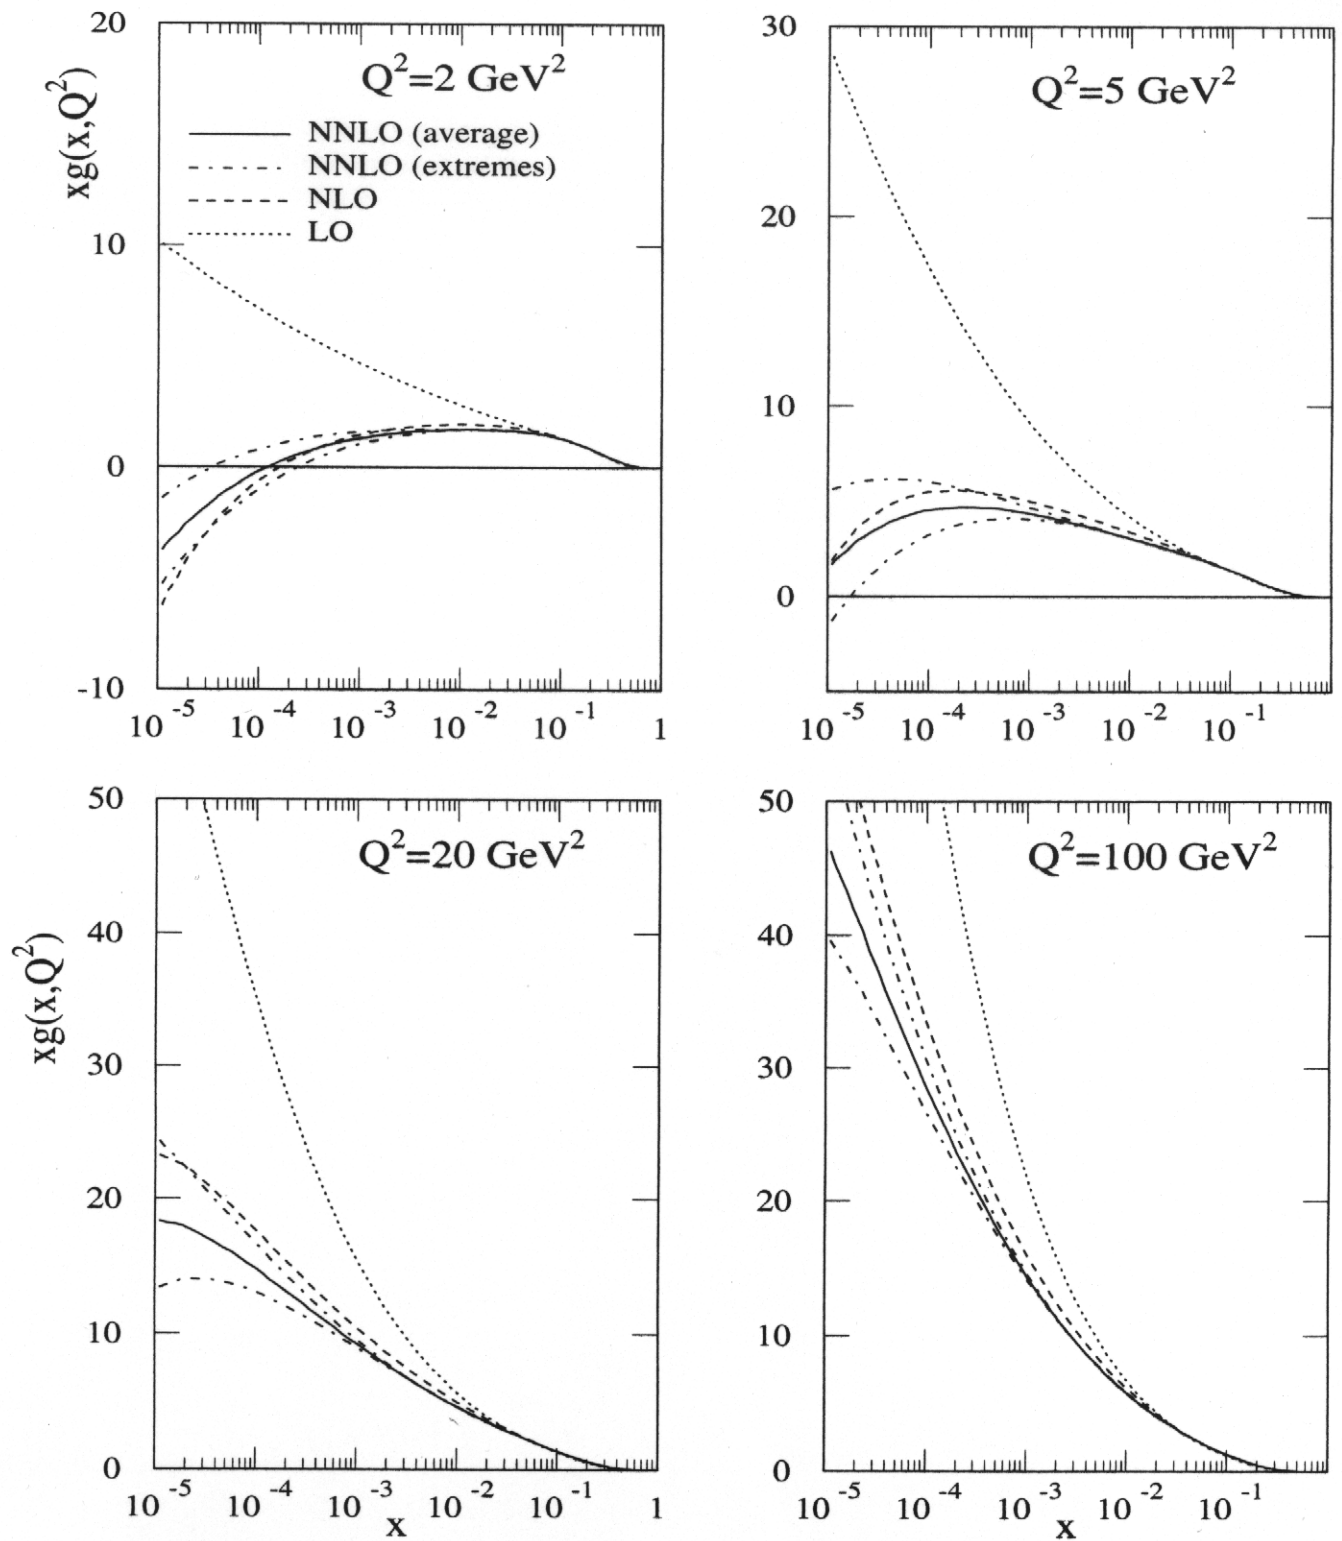 20
10
0
-10
xg(x,Q²)
Q²=2 GeV²
NNLO (average)
NNLO (extremes)
NLO
LO
10⁻⁵ 10⁻⁴ 10⁻³ 10⁻² 10⁻¹ 1
30
20
10
0
Q²=5 GeV²
10⁻⁵ 10⁻⁴ 10⁻³ 10⁻² 10⁻¹
50
40
30
20
10
0
xg(x,Q²)
Q²=20 GeV²
10⁻⁵ 10⁻⁴ 10⁻³ 10⁻² 10⁻¹ 1
x
50
40
30
20
10
0
Q²=100 GeV²
10⁻⁵ 10⁻⁴ 10⁻³ 10⁻² 10⁻¹
x